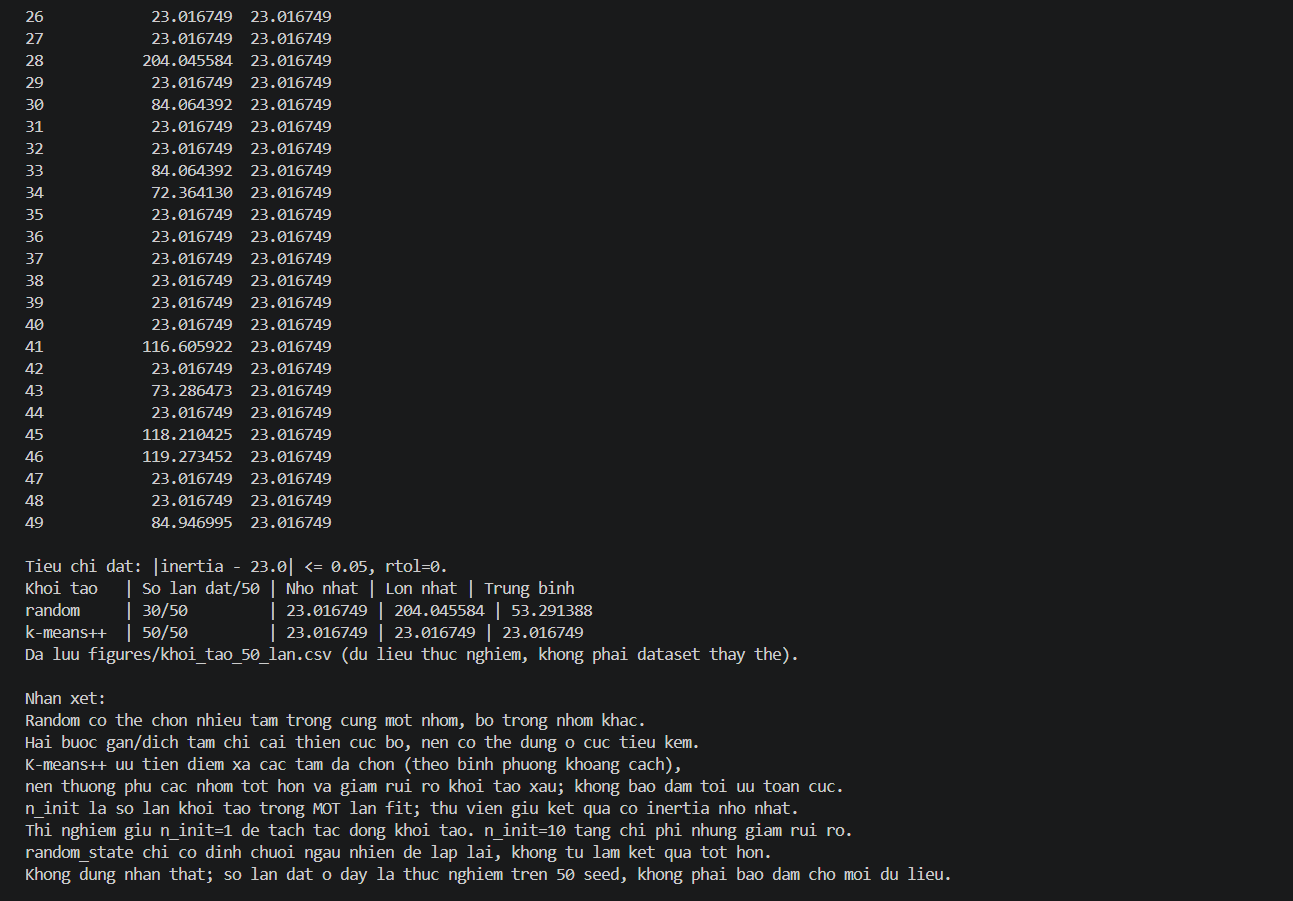 26            23.016749  23.016749
27            23.016749  23.016749
28           204.045584  23.016749
29            23.016749  23.016749
30            84.064392  23.016749
31            23.016749  23.016749
32            23.016749  23.016749
33            84.064392  23.016749
34            72.364130  23.016749
35            23.016749  23.016749
36            23.016749  23.016749
37            23.016749  23.016749
38            23.016749  23.016749
39            23.016749  23.016749
40            23.016749  23.016749
41           116.605922  23.016749
42            23.016749  23.016749
43            73.286473  23.016749
44            23.016749  23.016749
45           118.210425  23.016749
46           119.273452  23.016749
47            23.016749  23.016749
48            23.016749  23.016749
49            84.946995  23.016749
Tieu chi dat: |inertia - 23.0| <= 0.05, rtol=0.
Khoi tao   | So lan dat/50 | Nho nhat | Lon nhat | Trung binh
random     | 30/50         | 23.016749 | 204.045584 | 53.291388
k-means++  | 50/50         | 23.016749 | 23.016749 | 23.016749
Da luu figures/khoi_tao_50_lan.csv (du lieu thuc nghiem, khong phai dataset thay the).
Nhan xet:
Random co the chon nhieu tam trong cung mot nhom, bo trong nhom khac.
Hai buoc gan/dich tam chi cai thien cuc bo, nen co the dung o cuc tieu kem.
K-means++ uu tien diem xa cac tam da chon (theo binh phuong khoang cach),
nen thuong phu cac nhom tot hon va giam rui ro khoi tao xau; khong bao dam toi uu toan cuc.
n_init la so lan khoi tao trong MOT lan fit; thu vien giu ket qua co inertia nho nhat.
Thi nghiem giu n_init=1 de tach tac dong khoi tao. n_init=10 tang chi phi nhung giam rui ro.
random_state chi co dinh chuoi ngau nhien de lap lai, khong tu lam ket qua tot hon.
Khong dung nhan that; so lan dat o day la thuc nghiem tren 50 seed, khong phai bao dam cho moi du lieu.